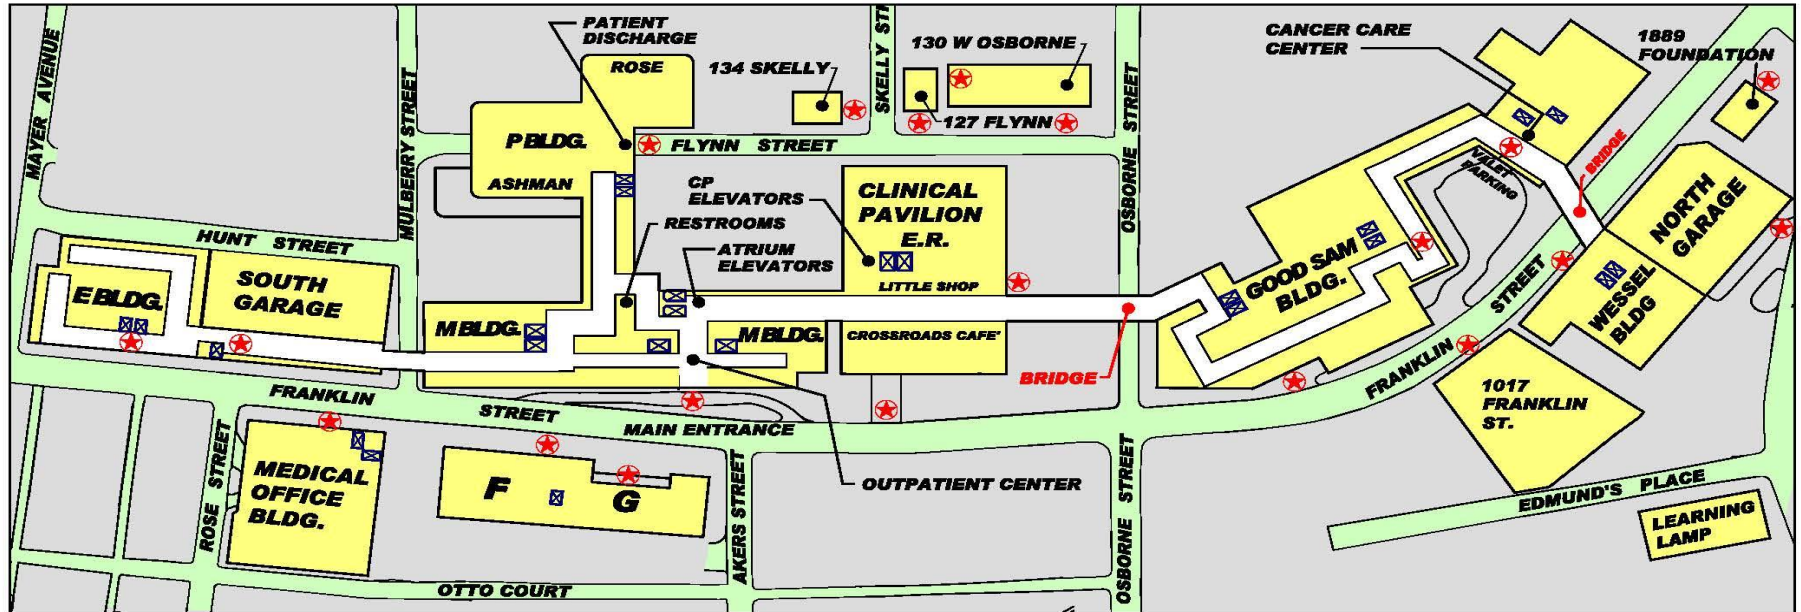 MAYER AVENUE
MULBERRY STREET
PATIENT
DISCHARGE
ROSE
134 SKELLY
130 W OSBORNE
OSBORNE STREET
CANCER CARE
CENTER
1889
FOUNDATION
P BLDG.
ASHMAN
FLYNN STREET
127 FLYNN
VALET
PARKING
BRIDGE
CP
ELEVATORS
RESTROOMS
ATRIUM
ELEVATORS
CLINICAL
PAVILION
E.R.
LITTLE SHOP
HUNT STREET
SOUTH
GARAGE
E BLDG.
M BLDG.
M BLDG.
CROSSROADS CAFE'
BRIDGE
GOOD SAM
BLDG.
NORTH
GARAGE
WESSEL
BLDG
FRANKLIN STREET
1017
FRANKLIN
ST.
FRANKLIN STREET
MAIN ENTRANCE
OUTPATIENT CENTER
ROSE STREET
MEDICAL
OFFICE
BLDG.
F
G
AKERS STREET
OSBORNE STREET
EDMUND'S PLACE
LEARNING
LAMP
OTTO COURT